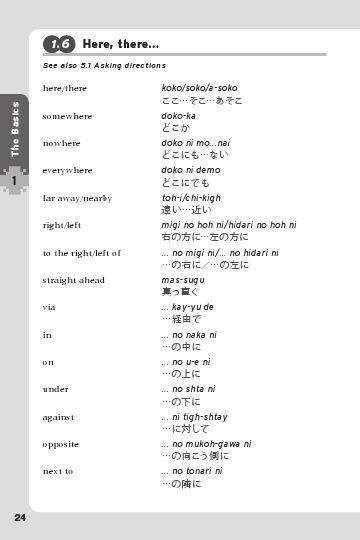 1.6 Here, there...
See also 5.1 Asking directions
here/there koko/soko/a-soko
ここ…そこ…あそこ
somewhere doko-ka
どこか
nowhere doko ni mo...nai
どこにも…ない
everywhere doko ni demo
どこにでも
far away/nearby toh-i/chi-kigh
遠い…近い
right/left migi no hoh ni/hidari no hoh ni
右の方に…左の方に
to the right/left of ... no migi ni/... no hidari ni
…の右に／…の左に
straight ahead mas-sugu
真っ直ぐ
via ... kay-yu de
…経由で
in ... no naka ni
…の中に
on ... no u-e ni
…の上に
under ... no shta ni
…の下に
against ... ni tigh-shtay
…に対して
opposite ... no mukoh-gawa ni
…の向こう側に
next to ... no tonari ni
…の隣に
The Basics
1
24